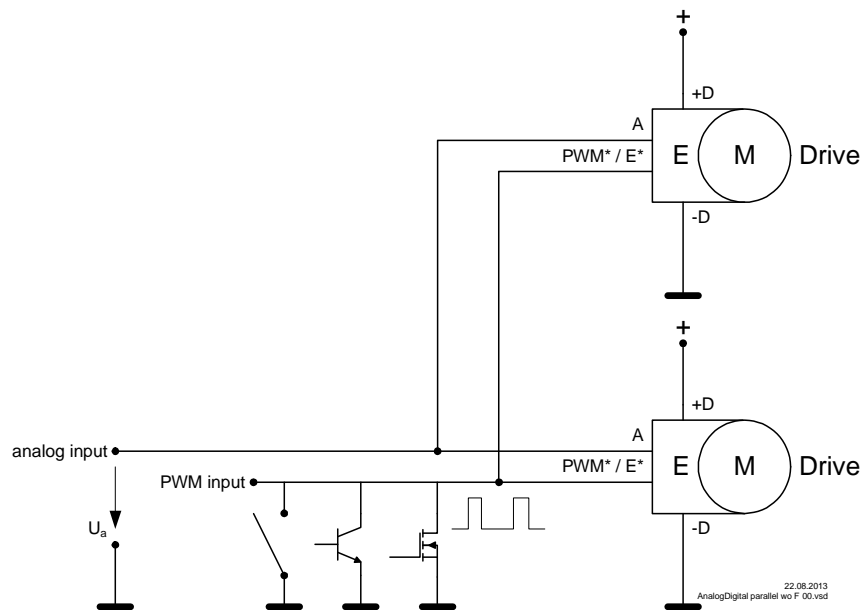 +
+D
A
PWM* / E*
E
M
Drive
-D
+
+D
analog input
A
PWM* / E*
E
M
Drive
PWM input
Ua
-D
22.08.2013
AnalogDigital parallel wo F 00.vsd